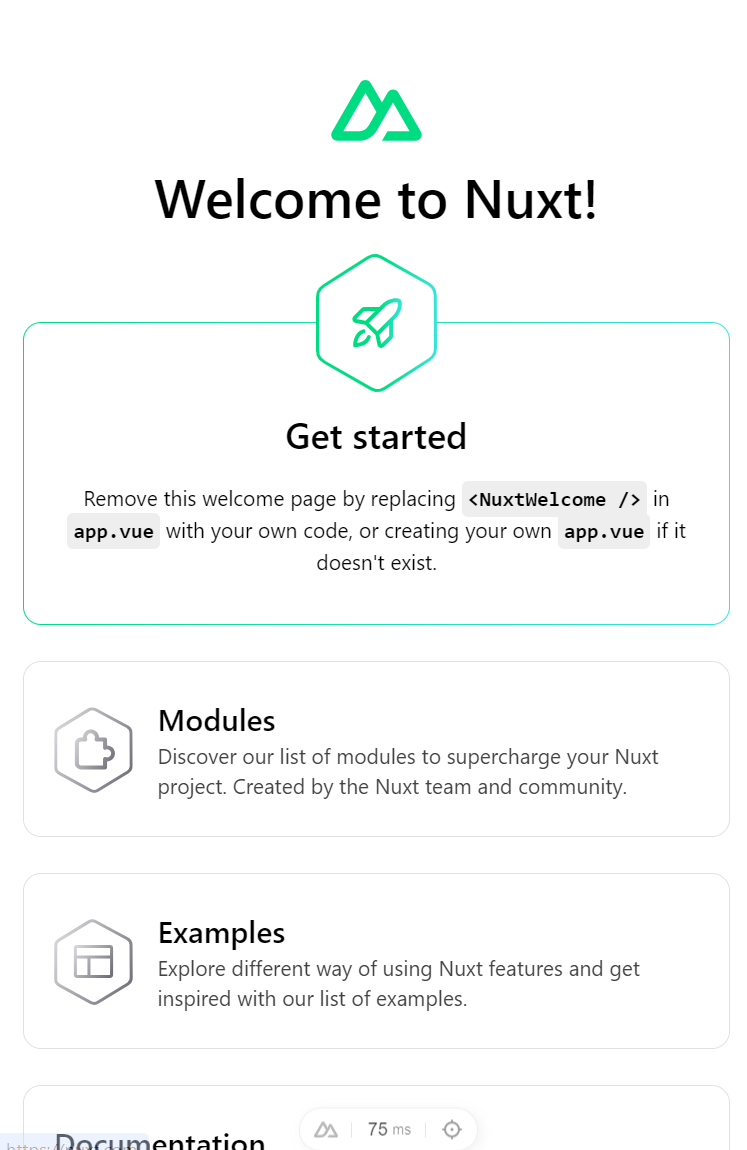 Welcome to Nuxt!
Get started
Remove this welcome page by replacing <NuxtWelcome /> in
app.vue with your own code, or creating your own app.vue if it
doesn't exist.
Modules
Discover our list of modules to supercharge your Nuxt
project. Created by the Nuxt team and community.
Examples
Explore different way of using Nuxt features and get
inspired with our list of examples.
Documentation
75 ms